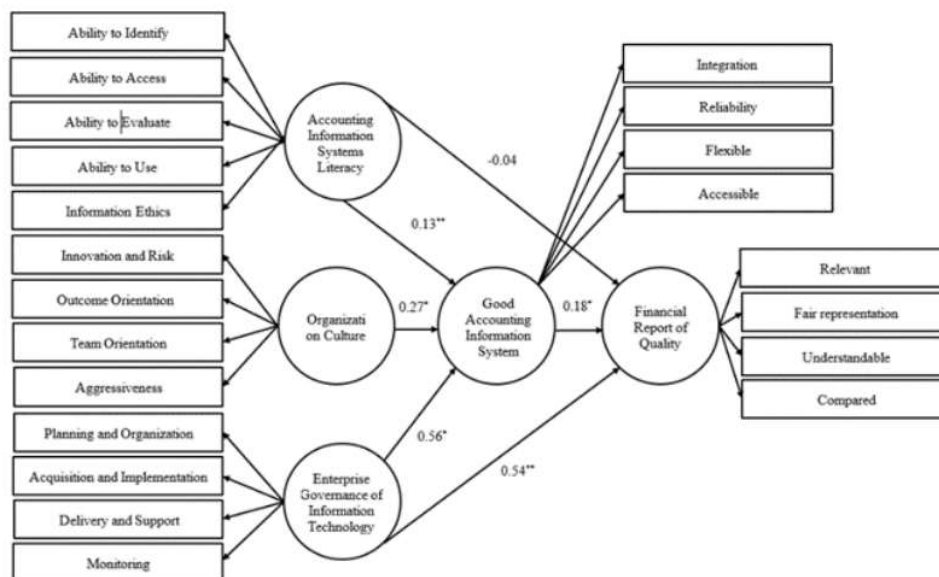 Ability to Identify
Ability to Access
Ability to Evaluate
Ability to Use
Information Ethics
Innovation and Risk
Outcome Orientation
Team Orientation
Aggressiveness
Planning and Organization
Acquisition and Implementation
Delivery and Support
Monitoring
Accounting
Information
Systems
Literacy
Organizati
on Culture
Enterprise
Governance of
Information
Technology
-0.04
0.13**
0.27*
0.56*
0.54**
Good
Accounting
Information
System
0.18*
Financial
Report of
Quality
Integration
Reliability
Flexible
Accessible
Relevant
Fair representation
Understandable
Compared